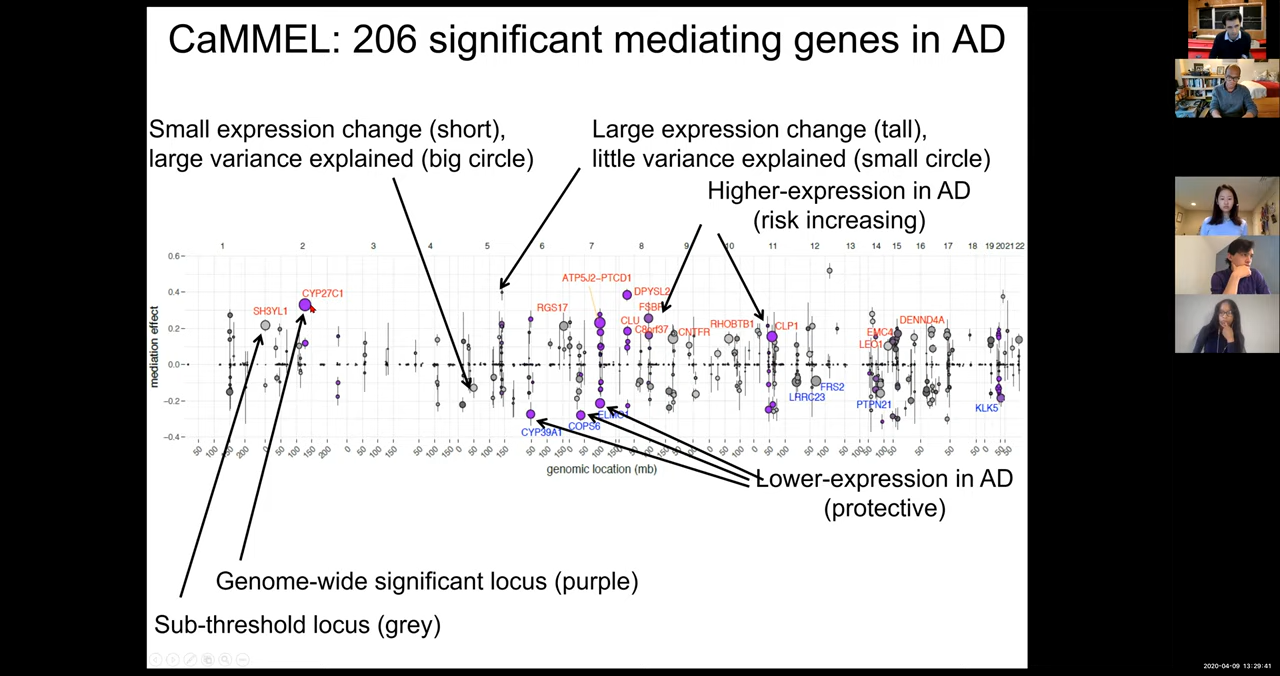 CaMMEL: 206 significant mediating genes in AD
Small expression change (short),
large variance explained (big circle)
Large expression change (tall),
little variance explained (small circle)
Higher-expression in AD
(risk increasing)
1 2 3 4 5 6 7 8 9 10 11 12 13 14 15 16 17 18 19 20 21 22
mediation effect
0.6
0.4
0.2
0.0
−0.2
−0.4
ATP5J2−PTCD1
CYP27C1
DPYSL2
SH3YL1
RGS17
CLU
C8orf37
CNTFR
RHOBTB1
CLP1
EMC4
DENND4A
FRS2
LRRC23
PTPN21
KLK5
CYP39A1
COPS6
genomic location (mb)
Lower-expression in AD
(protective)
Genome-wide significant locus (purple)
Sub-threshold locus (grey)
2020-04-09 13:29:41